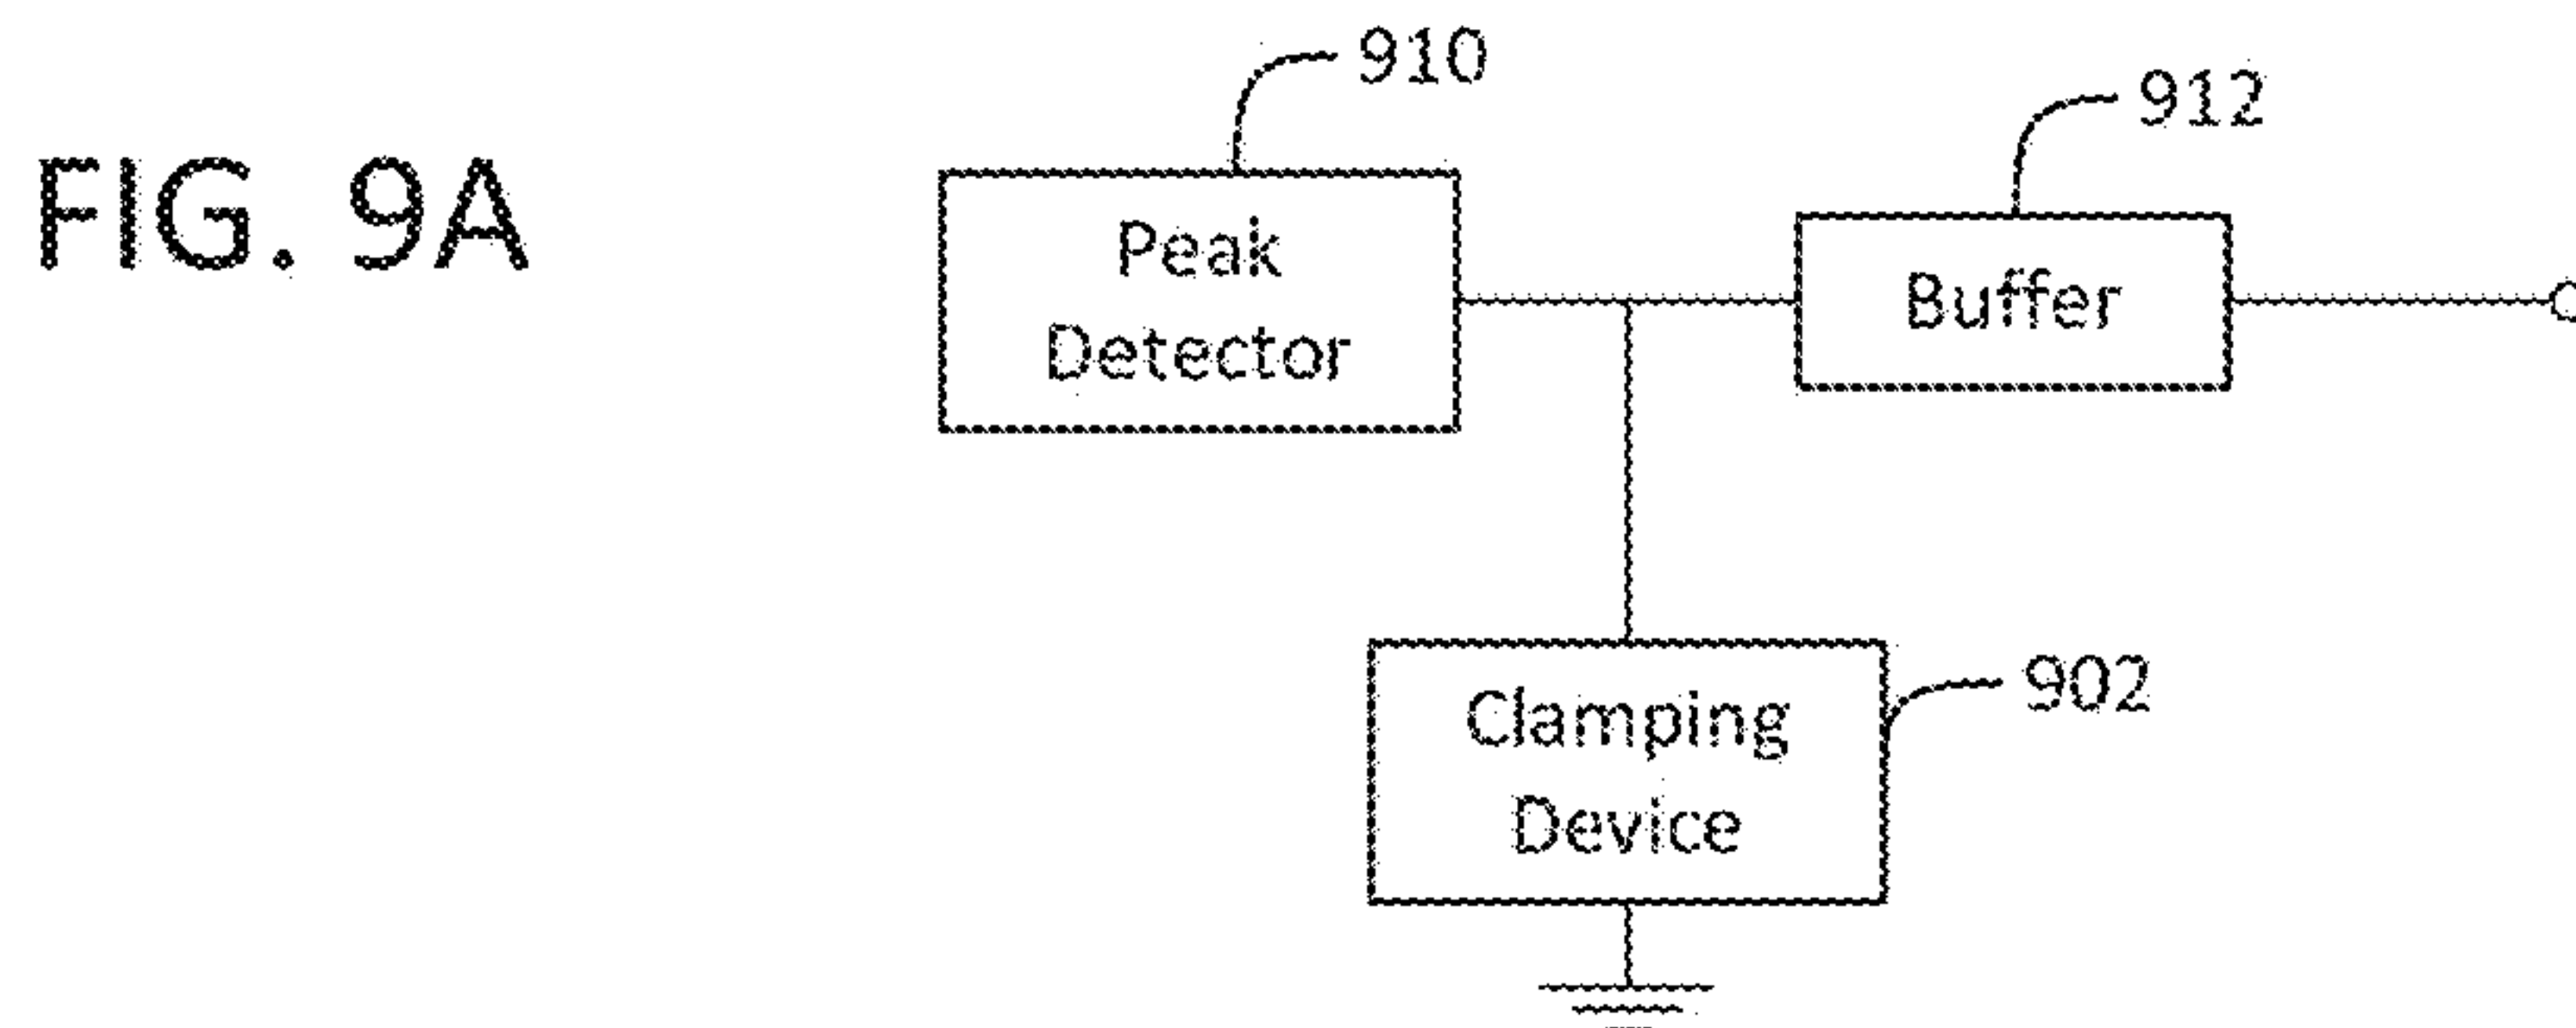 910
912
FIG. 9A
Peak
Detector
Buffer
902
Clamping
Device